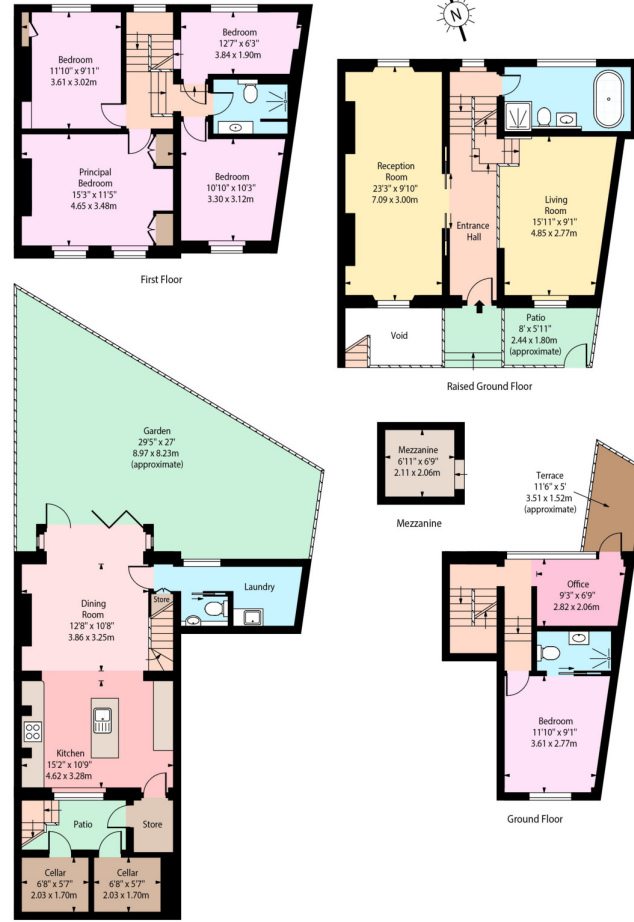 Bedroom
11'10" x 9'11"
3.61 x 3.02m
Bedroom
12'7" x 6'3"
3.84 x 1.90m
Principal
Bedroom
15'3" x 11'5"
4.65 x 3.48m
Bedroom
10'10" x 10'3"
3.30 x 3.12m
First Floor
N
Reception
Room
23'3" x 9'10"
7.09 x 3.00m
Entrance
Hall
Living
Room
15'11" x 9'1"
4.85 x 2.77m
Void
Patio
8' x 5'11"
2.44 x 1.80m
(approximate)
Raised Ground Floor
Garden
29'5" x 27'
8.97 x 8.23m
(approximate)
Dining
Room
12'8" x 10'8"
3.86 x 3.25m
Store
Laundry
Kitchen
15'2" x 10'9"
4.62 x 3.28m
Patio
Store
Cellar
6'8" x 5'7"
2.03 x 1.70m
Cellar
6'8" x 5'7"
2.03 x 1.70m
Mezzanine
6'11" x 6'9"
2.11 x 2.06m
Mezzanine
Terrace
11'6" x 5'
3.51 x 1.52m
(approximate)
Office
9'3" x 6'9"
2.82 x 2.06m
Bedroom
11'10" x 9'1"
3.61 x 2.77m
Ground Floor